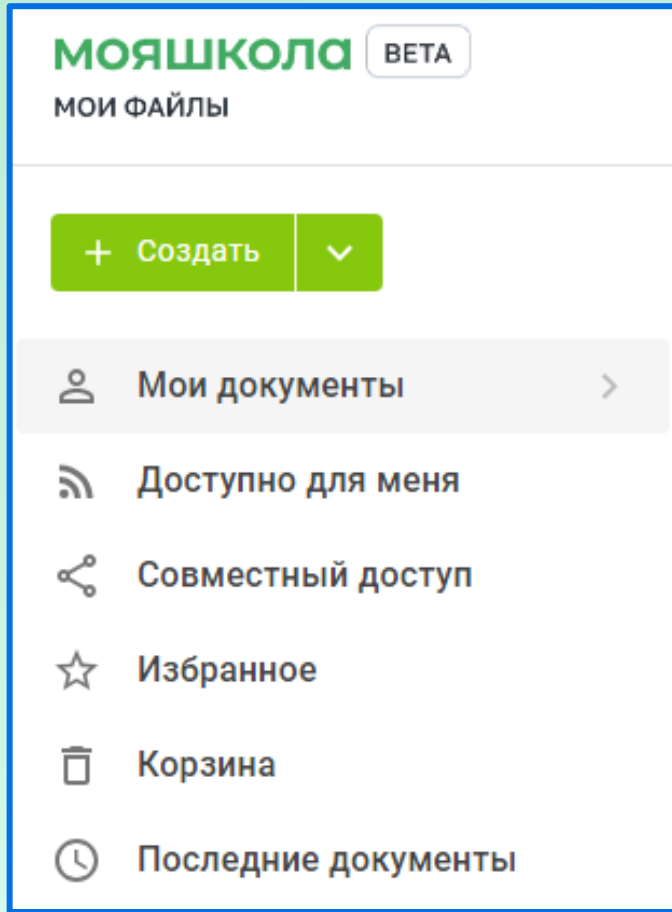 мояшкола BETA
МОИ ФАЙЛЫ
+ Создать
Мои документы
Доступно для меня
Совместный доступ
Избранное
Корзина
Последние документы